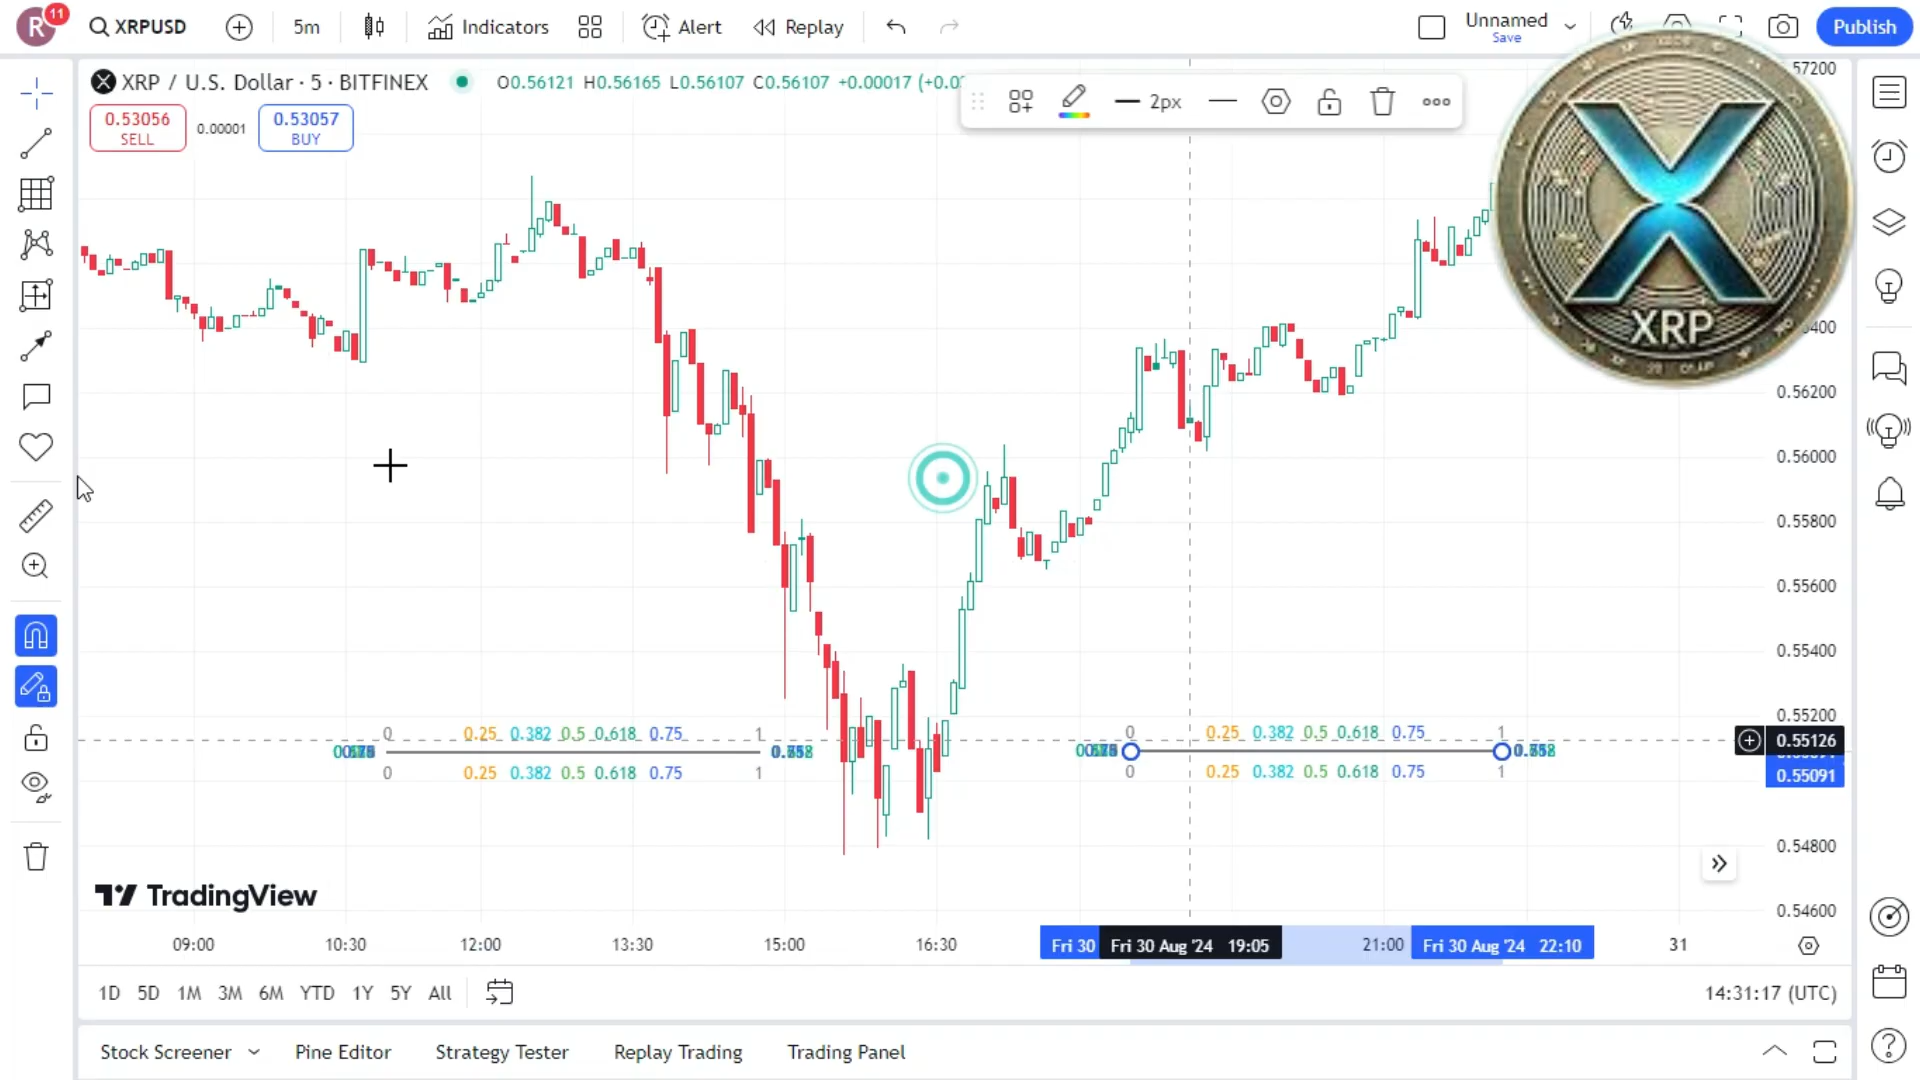 R 11 XRPUSD 5m Indicators Alert Replay Unnamed Publish
Save
XRP / U.S. Dollar · 5 · BITFINEX O0.56121 H0.56165 L0.56107 C0.56107 +0.00017
2px
0.53056 0.00001 0.53057
SELL BUY
57200
XRP
0.56200
0.56000
0.55800
0.55600
0.55400
0.55200
0.55126
0.55091
0 0.25 0.382 0.5 0.618 0.75 1
0 0.25 0.382 0.5 0.618 0.75 1
0 0.25 0.382 0.5 0.618 0.75 1
0 0.25 0.382 0.5 0.618 0.75 1
0.54800
0.54600
TradingView
09:00 10:30 12:00 13:30 15:00 16:30 Fri 30 Fri 30 Aug '24 19:05 21:00 Fri 30 Aug '24 22:10 31
1D 5D 1M 3M 6M YTD 1Y 5Y All 14:31:17 (UTC)
Stock Screener Pine Editor Strategy Tester Replay Trading Trading Panel